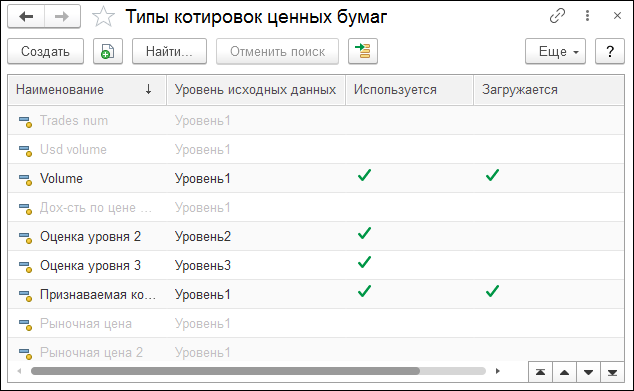 Типы котировок ценных бумаг
Создать Найти... Отменить поиск Еще ?
Наименование Уровень исходных данных Используется Загружается
Trades num Уровень1
Usd volume Уровень1
Volume Уровень1
Дох-сть по цене ... Уровень1
Оценка уровня 2 Уровень2
Оценка уровня 3 Уровень3
Признаваемая ко... Уровень1
Рыночная цена Уровень1
Рыночная цена 2 Уровень1